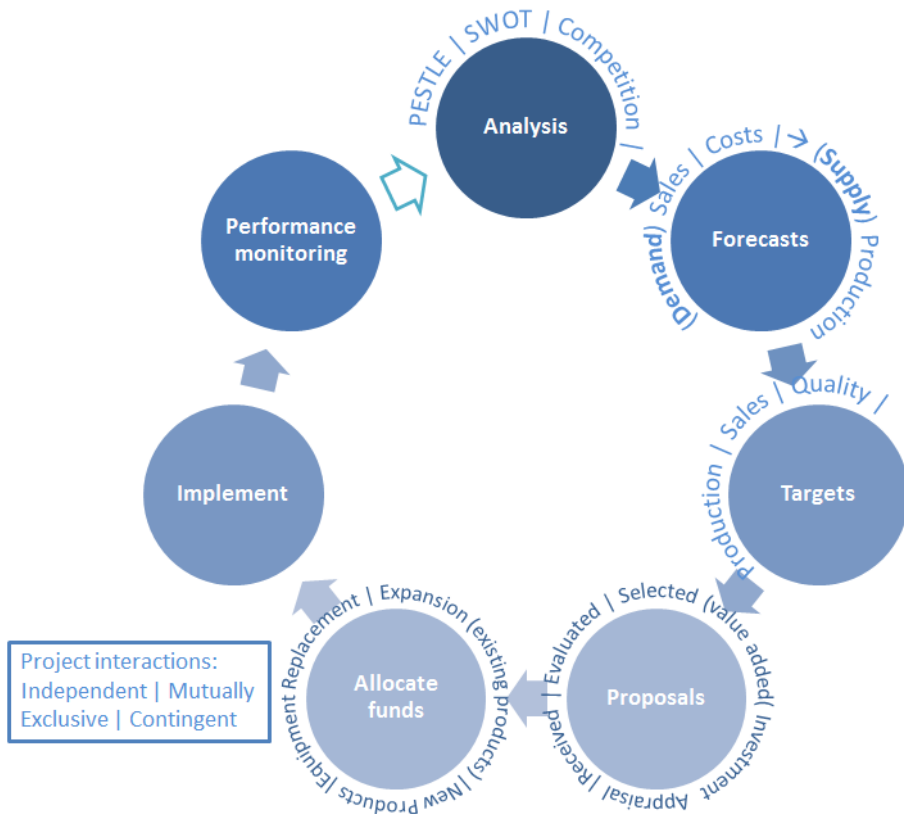 PESTLE | SWOT | Competition |
Analysis
(Demand) Sales | Costs | → (Supply) Production
Forecasts
Production | Sales | Quality |
Targets
Investment Appraisal |Received | Evaluated | Selected (value added(
Proposals
|Equipment Replacement | Expansion (existing products) | New Products
Allocate
funds
Project interactions:
Independent | Mutually
Exclusive | Contingent
Implement
Performance
monitoring